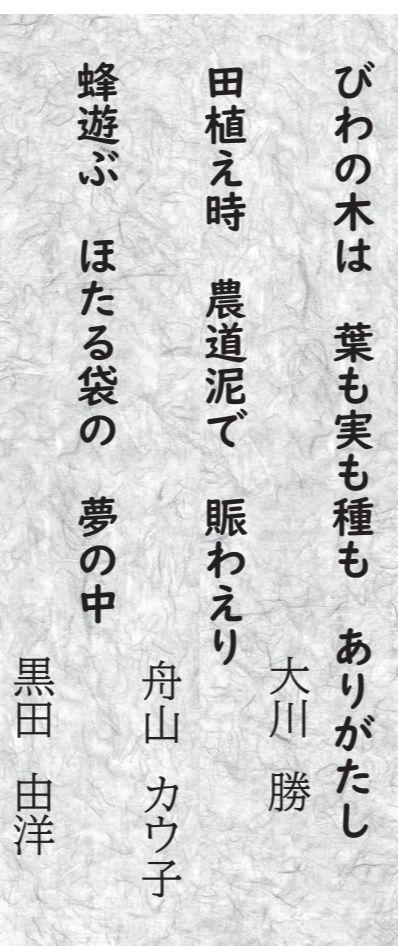 びわの木は　葉も実も種も　ありがたし
大川　勝
田植え時　農道泥で　賑わえり
舟山　カウ子
蜂遊ぶ　ほたる袋の　夢の中
黒田　由洋